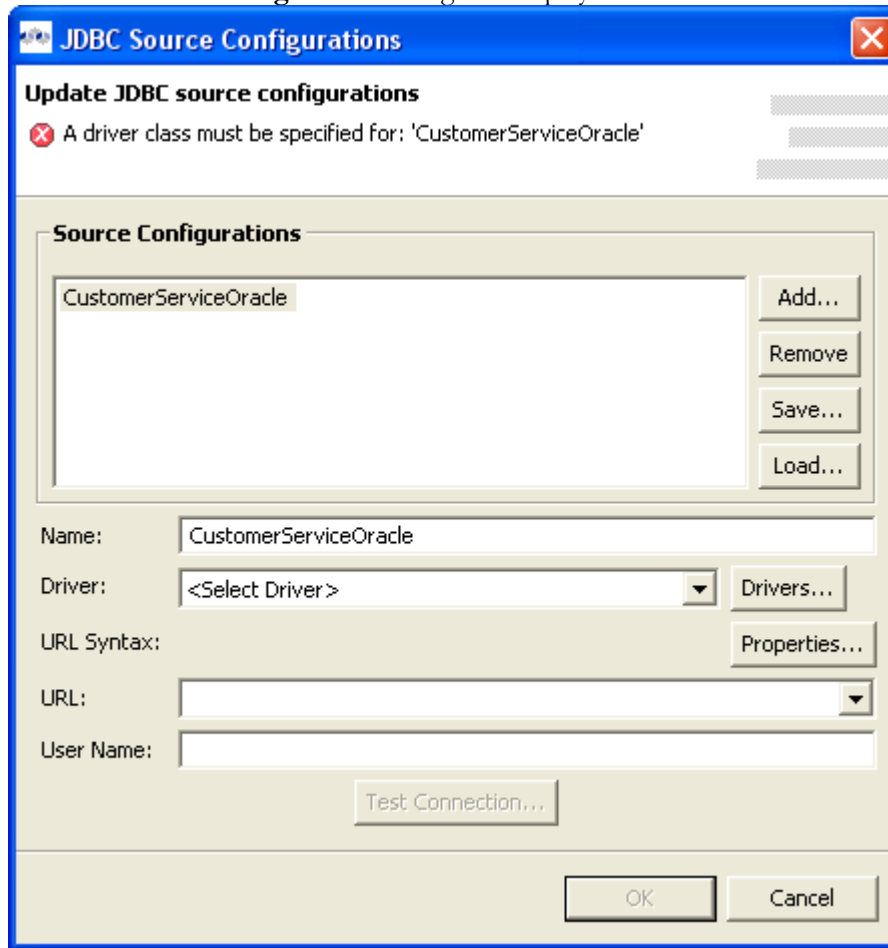 JDBC Source Configurations
Update JDBC source configurations
A driver class must be specified for: 'CustomerServiceOracle'
Source Configurations
CustomerServiceOracle
Add...
Remove
Save...
Load...
Name: CustomerServiceOracle
Driver: <Select Driver> Drivers...
URL Syntax: Properties...
URL:
User Name:
Test Connection...
OK Cancel